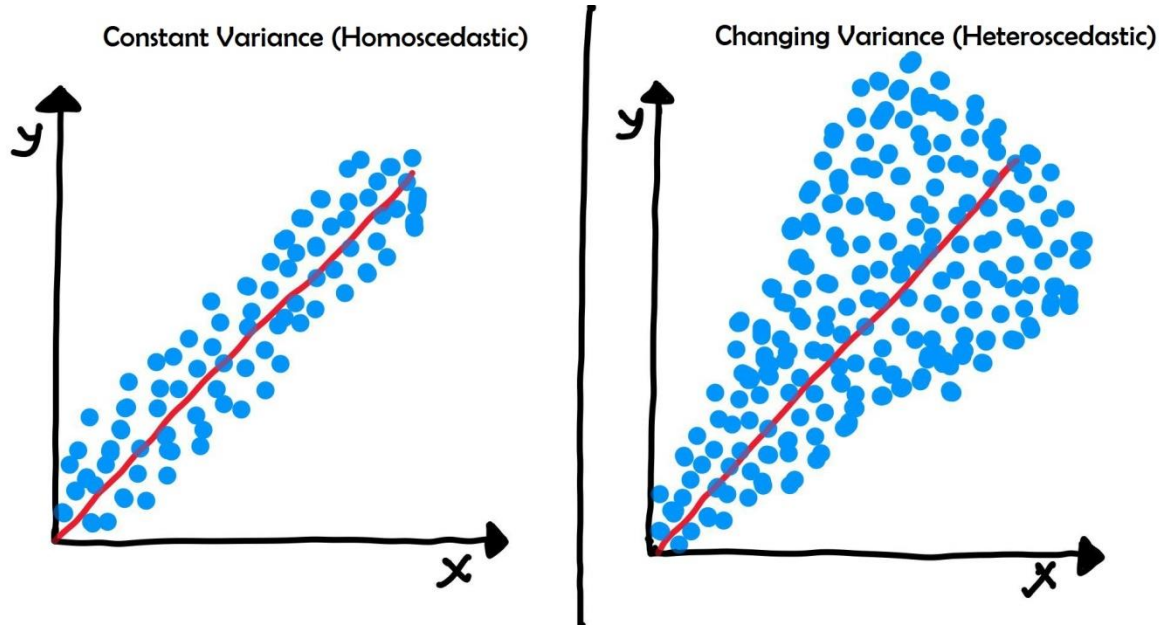 Constant Variance (Homoscedastic)
y
x
Changing Variance (Heteroscedastic)
y
x